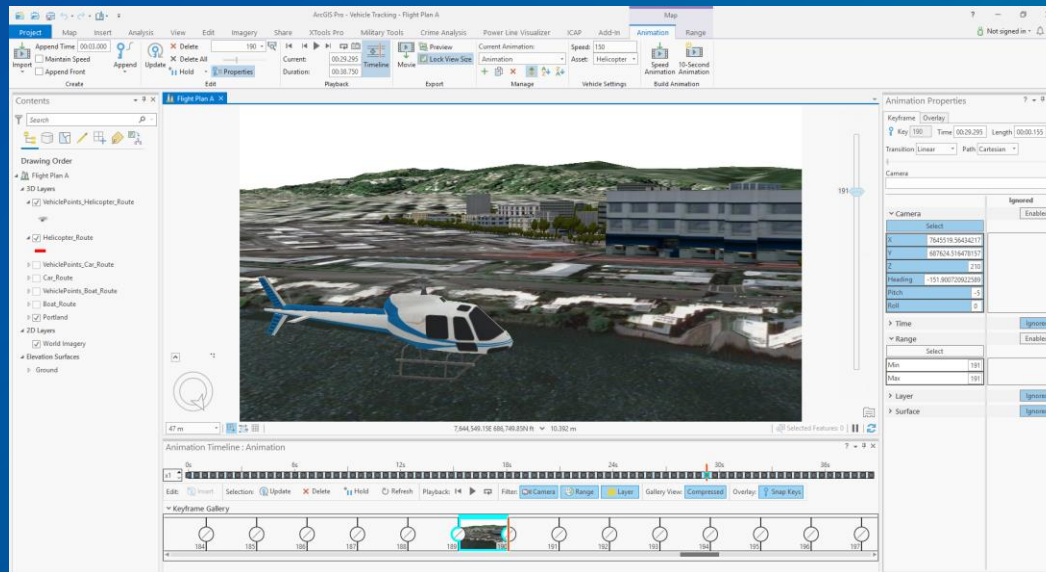 ArcGIS Pro - Vehicle Tracking - Flight Plan A
Map
Project Map Insert Analysis View Edit Imagery Share XTools Pro Military Tools Crime Analysis Power Line Visualizer ICAP Add-In Animation Range
Not signed in
Import
Append Time 00:03.000
Maintain Speed
Append Front
Append
Create
Update
Delete 190
Delete All
Hold Properties
Edit
Current: 00:29.295
Duration: 00:38.750
Timeline
Playback
Movie
Preview
Lock View Size
Export
Current Animation:
Animation
Manage
Speed: 150
Asset: Helicopter
Vehicle Settings
Speed Animation
10-Second Animation
Build Animation
Contents
Search
Drawing Order
Flight Plan A
3D Layers
VehiclePoints_Helicopter_Route
Helicopter_Route
VehiclePoints_Car_Route
Car_Route
VehiclePoints_Boat_Route
Boat_Route
Portland
2D Layers
World Imagery
Elevation Surfaces
Ground
Flight Plan A
191
47 m
7,644,549.15E 686,749.85N ft
10.392 m
Selected Features: 0
Animation Timeline : Animation
0s 6s 12s 18s 24s 30s 36s
x1
Edit: Insert Selection: Update Delete Hold Refresh Playback: Filter: Camera Range Layer Gallery View: Compressed Overlay: Snap Keys
Keyframe Gallery
184 185 186 187 188 189 190 191 192 193 194 195 196 197
Animation Properties
Keyframe Overlay
Key 190 Time 00:29.295 Length 00:00.155
Transition Linear Path Cartesian
Camera
Ignored
Camera Enable
Select
X 7645519.56434217
Y 687624.516478157
Z 210
Heading -151.900720922589
Pitch -5
Roll 0
Time Ignore
Range Enable
Select
Min 191
Max 191
Layer Ignore
Surface Ignore